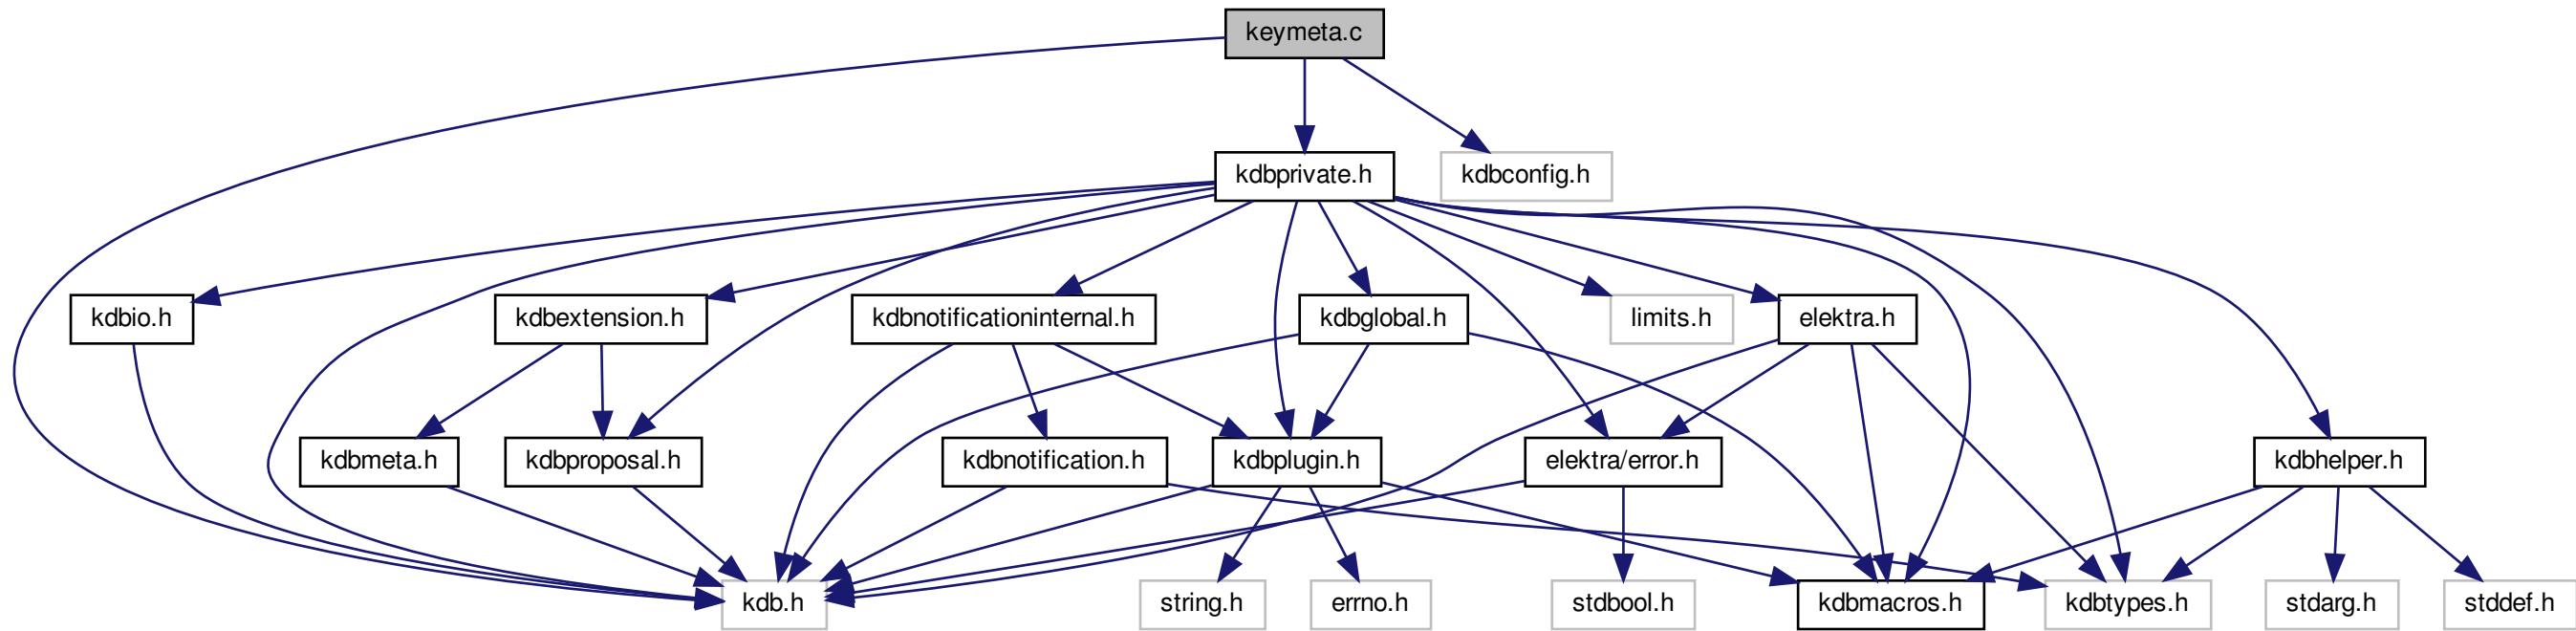 keymeta.c
kdbprivate.h
kdbconfig.h
kdbio.h
kdbextension.h
kdbnotificationinternal.h
kdbglobal.h
limits.h
elektra.h
kdbmeta.h
kdbproposal.h
kdbnotification.h
kdbplugin.h
elektra/error.h
kdbhelper.h
kdb.h
string.h
errno.h
stdbool.h
kdbmacros.h
kdbtypes.h
stdarg.h
stddef.h